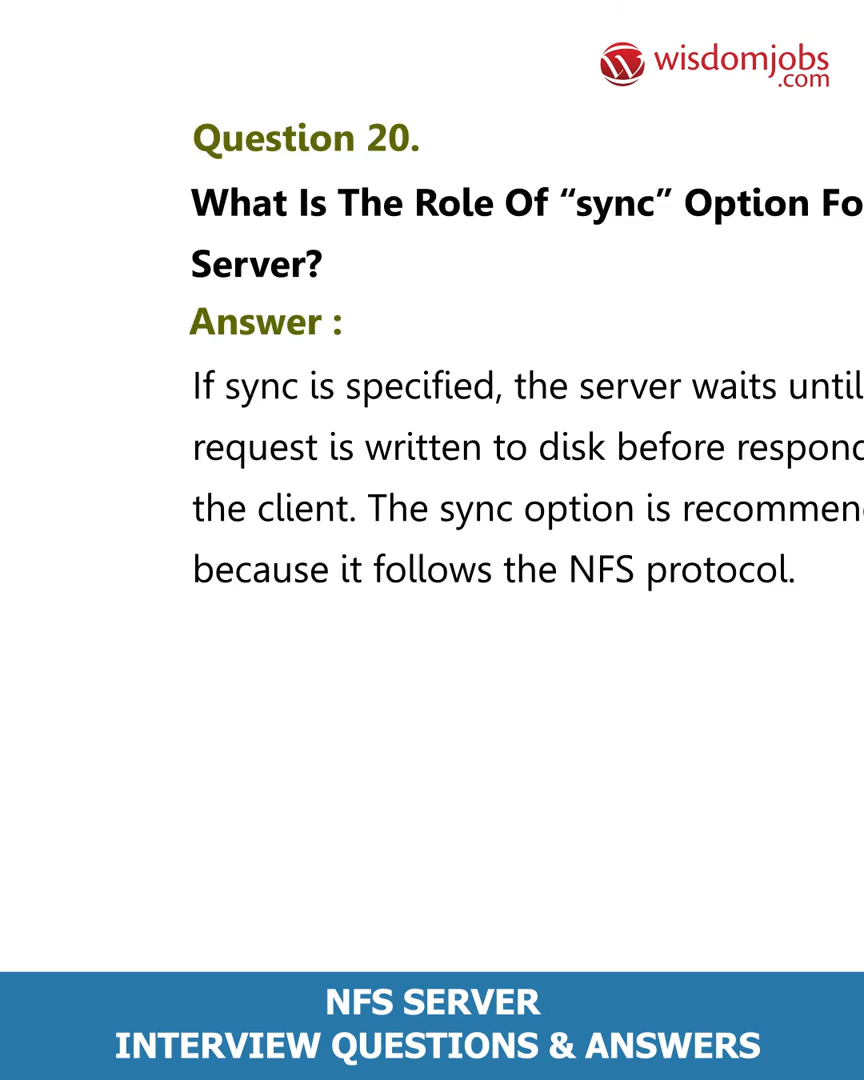 wisdomjobs
.com
Question 20.
What Is The Role Of “sync” Option Fo
Server?
Answer :
If sync is specified, the server waits until
request is written to disk before respond
the client. The sync option is recommen
because it follows the NFS protocol.
NFS SERVER
INTERVIEW QUESTIONS & ANSWERS